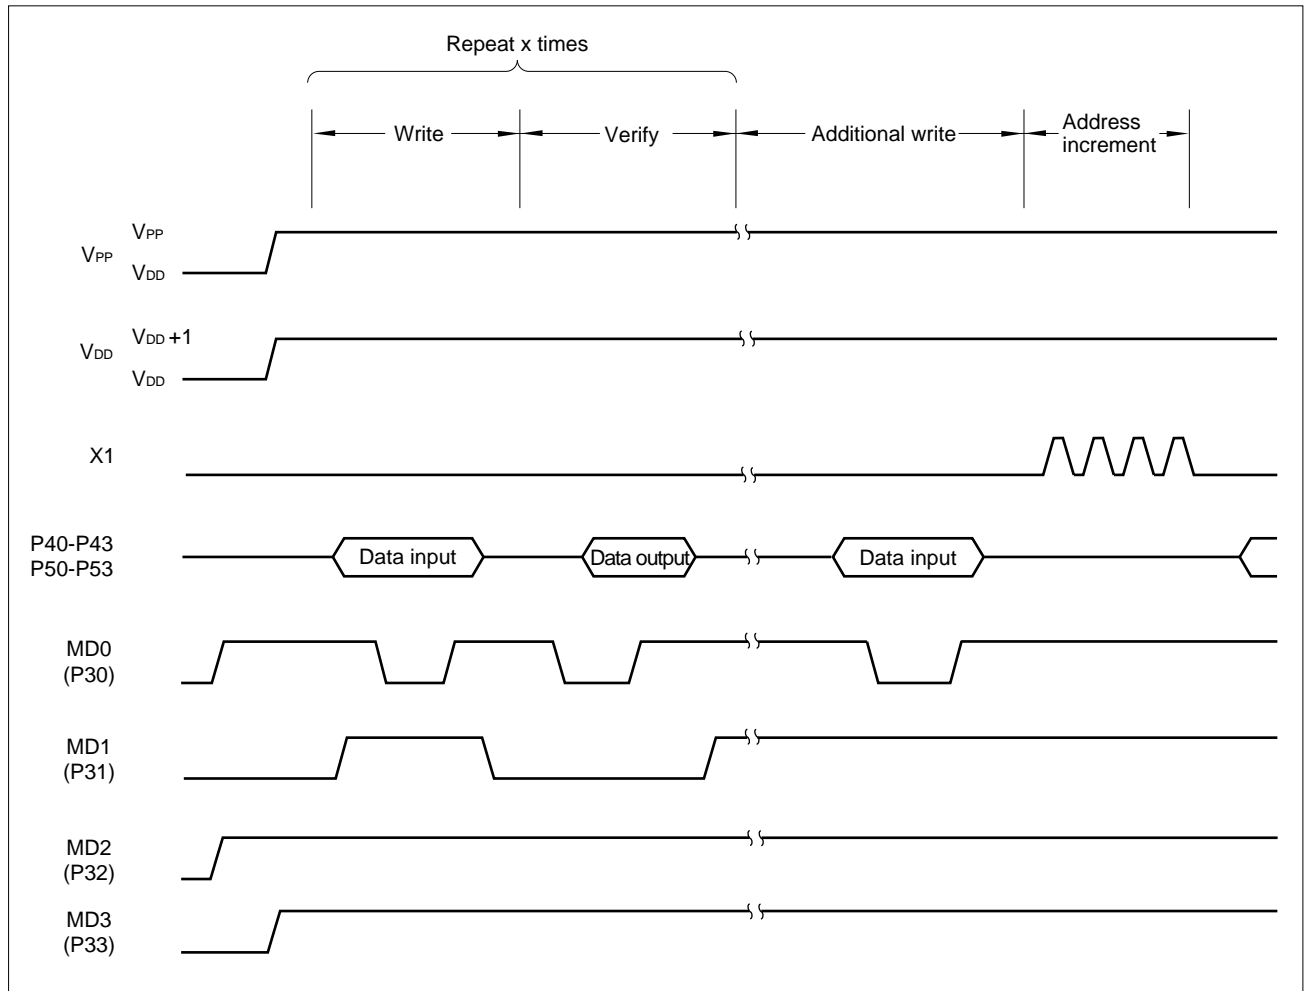 Repeat x times
Write
Verify
Additional write
Address
increment
VPP
VPP
VDD
VDD +1
VDD
VDD
X1
P40-P43
P50-P53
Data input
Data output
Data input
MD0
(P30)
MD1
(P31)
MD2
(P32)
MD3
(P33)